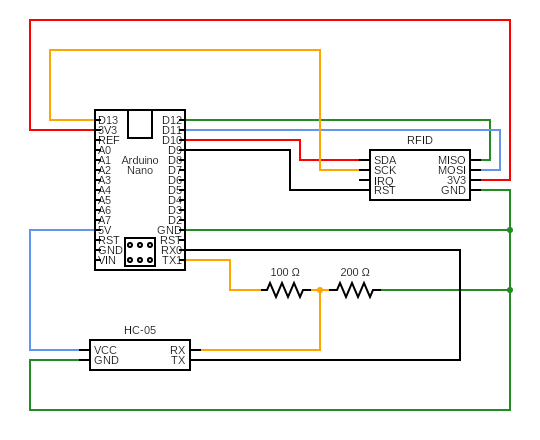 D13
3V3
REF
A0
A1
A2
A3
A4
A5
A6
A7
5V
RST
GND
VIN
Arduino
Nano
D12
D11
D10
D9
D8
D7
D6
D5
D4
D3
D2
GND
RST
RX0
TX1
RFID
SDA
SCK
IRQ
RST
MISO
MOSI
3V3
GND
100 Ω
200 Ω
HC-05
VCC
GND
RX
TX